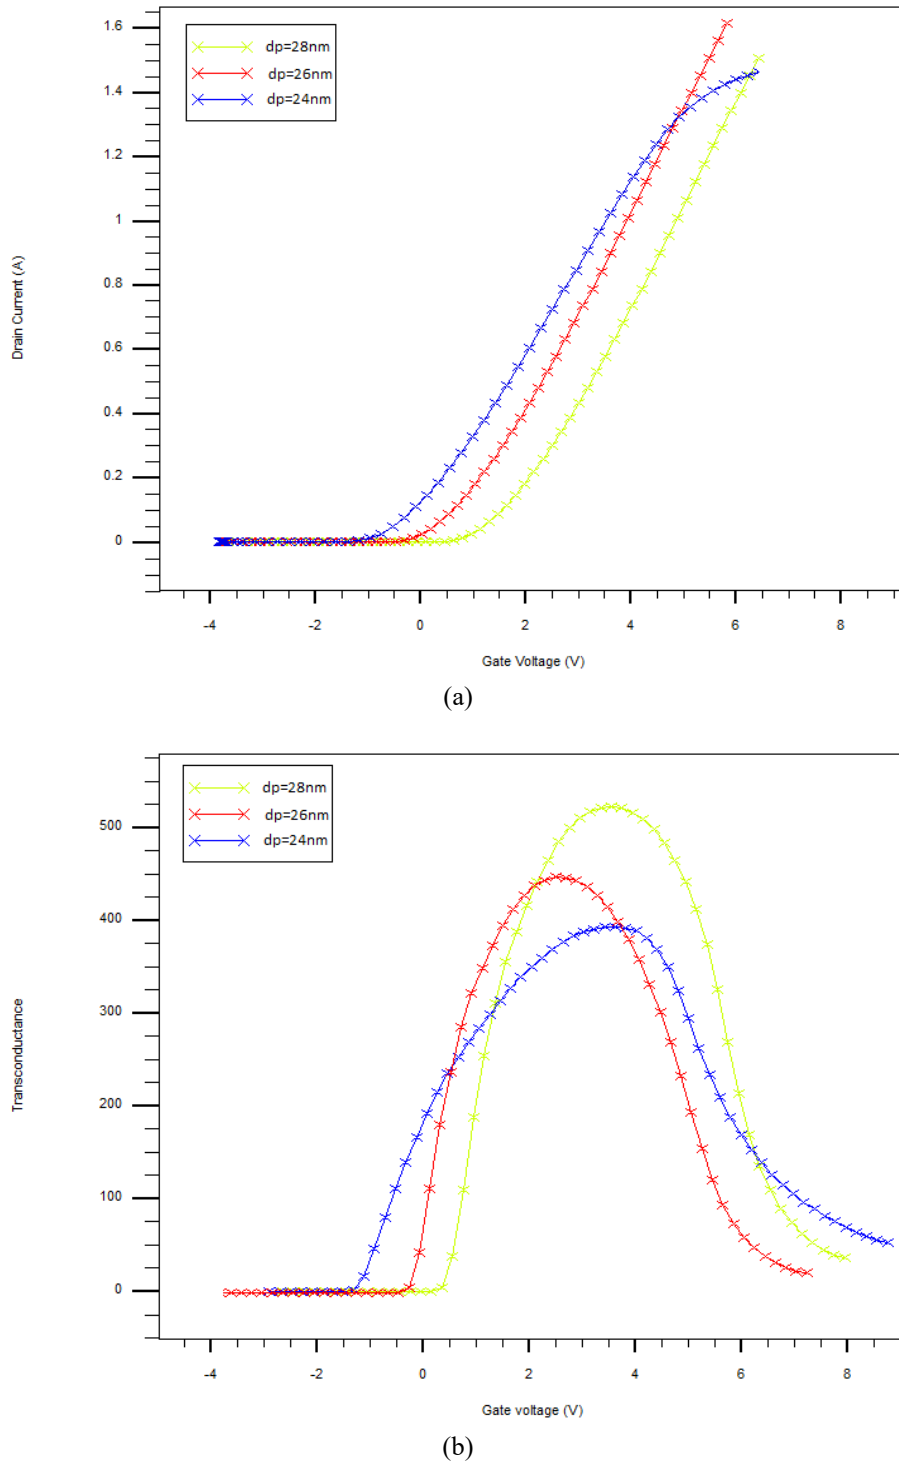 1.6
dp=28nm
dp=26nm
dp=24nm
1.4
1.2
1
0.8
0.6
0.4
0.2
0
Drain Current (A)
-4 -2 0 2 4 6 8
Gate Voltage (V)
(a)
dp=28nm
dp=26nm
dp=24nm
500
400
300
200
100
0
Transconductance
-4 -2 0 2 4 6 8
Gate voltage (V)
(b)